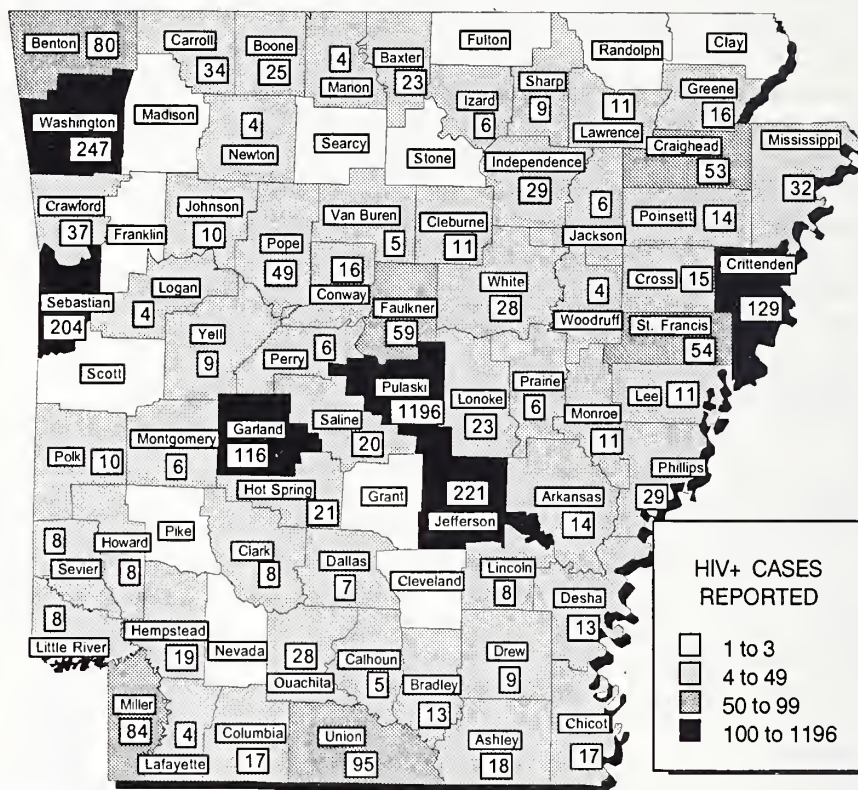 Benton 80
Carroll
34
Boone
25
4
Marion
Baxter
23
Fulton
Randolph
Clay
Izard
6
Sharp
9
11
Lawrence
Greene
16
Washington
247
Madison
4
Newton
Searcy
Stone
Independence
29
Craighead
53
Mississippi
32
Crawford
37
Franklin
Johnson
10
Pope
49
Van Buren
5
Cleburne
11
6
Jackson
Poinsett 14
Sebastian
204
Logan
4
16
Conway
Faulkner
59
White
28
4
Woodruff
Cross 15
Crittenden
129
St. Francis
54
Scott
Yell
9
Perry 6
Pulaski
1196
Lonoke
23
Praine
6
Monroe
11
Lee 11
Polk 10
Montgomery
6
Garland
116
Saline
20
Hot Spring
21
Grant
221
Jefferson
Arkansas
14
Phillips
29
8
Sevier
Howard
8
Pike
Clark
8
Dallas
7
Cleveland
Lincoln
8
Desha
13
8
Little River
Hempstead
19
Nevada
28
Ouachita
Calhoun
5
Bradley
13
Drew
9
Miller
84
4
Lafayette
Columbia
17
Union
95
Ashley
18
Chicot
17
HIV+ CASES
REPORTED
1 to 3
4 to 49
50 to 99
100 to 1196